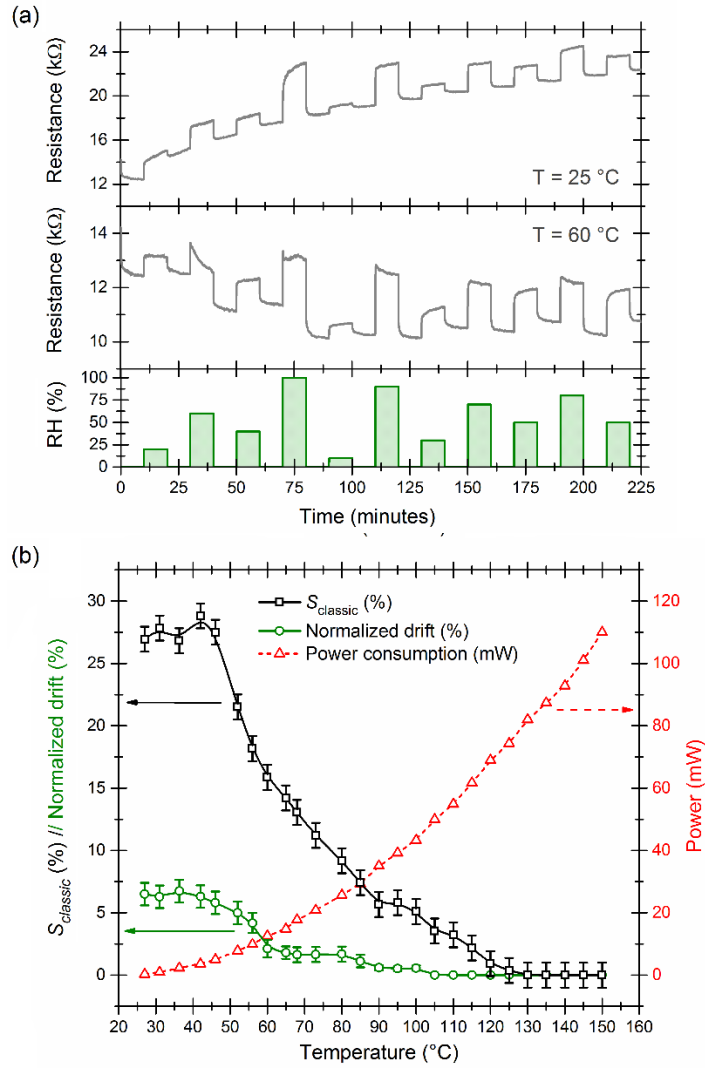 (a)
24
20
16
12
Resistance (kΩ)
T = 25 °C
14
12
10
Resistance (kΩ)
T = 60 °C
100
75
50
25
0
RH (%)
0 25 50 75 100 125 150 175 200 225
Time (minutes)
(b)
S_classic (%)
Normalized drift (%)
Power consumption (mW)
30
25
20
15
10
5
0
S_classic (%) // Normalized drift (%)
120
100
80
60
40
20
0
Power (mW)
20 30 40 50 60 70 80 90 100 110 120 130 140 150 160
Temperature (°C)